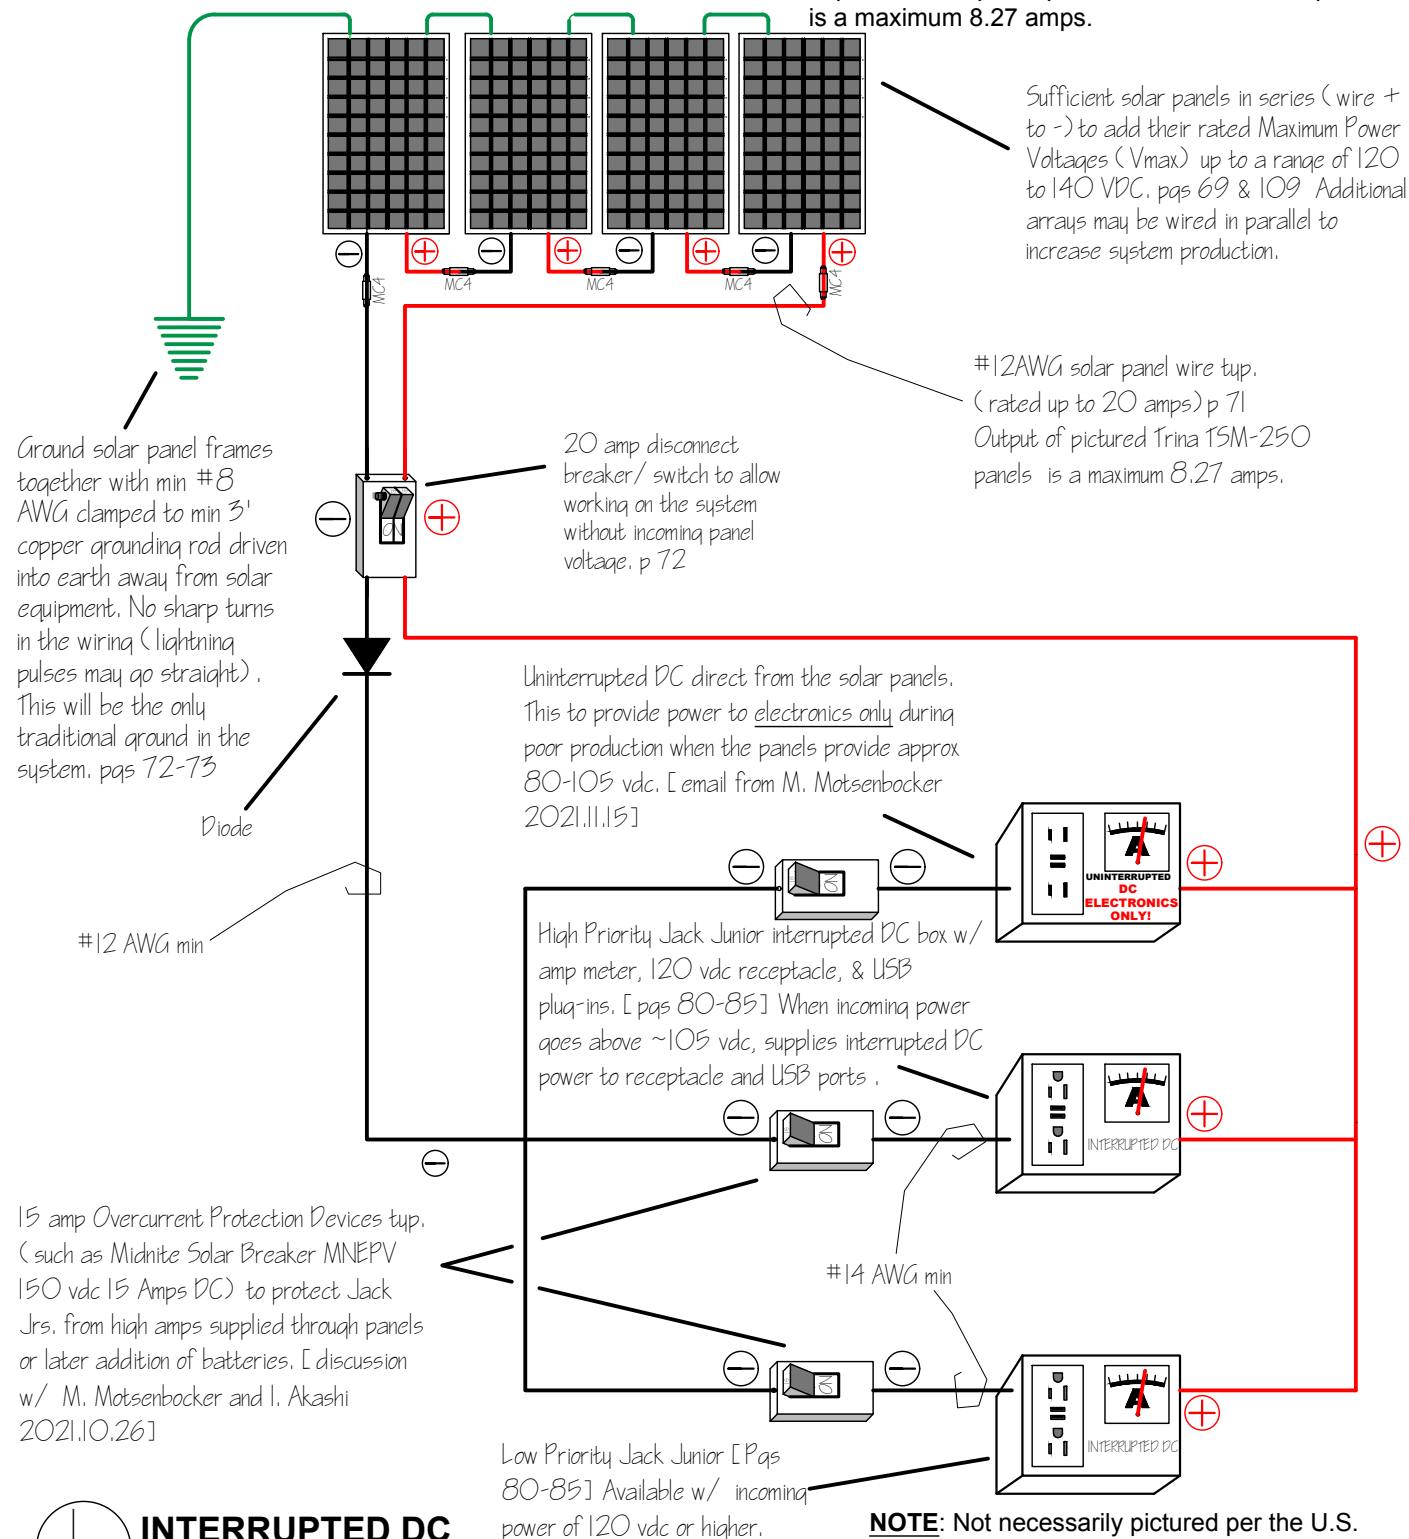 is a maximum 8.27 amps.
Sufficient solar panels in series (wire +
to -) to add their rated Maximum Power
Voltages (Vmax) up to a range of 120
to 140 VDC. pgs 69 & 109 Additional
arrays may be wired in parallel to
increase system production.
MC4
MC4
MC4
MC4
MC4
#12AWG solar panel wire typ.
(rated up to 20 amps) p 71
Output of pictured Trina TSM-250
panels is a maximum 8.27 amps.
Ground solar panel frames
together with min #8
AWG clamped to min 3'
copper grounding rod driven
into earth away from solar
equipment. No sharp turns
in the wiring (lightning
pulses may go straight).
This will be the only
traditional ground in the
system. pgs 72-73
20 amp disconnect
breaker/ switch to allow
working on the system
without incoming panel
voltage. p 72
ON
Diode
#12 AWG min
Uninterrupted DC direct from the solar panels.
This to provide power to electronics only during
poor production when the panels provide approx
80-105 vdc. [email from M. Motsenbocker
2021.11.15]
ON
A
UNINTERRUPTED
DC
ELECTRONICS
ONLY!
High Priority Jack Junior interrupted DC box w/
amp meter, 120 vdc receptacle, & USB
plug-ins. [pgs 80-85] When incoming power
goes above ~105 vdc, supplies interrupted DC
power to receptacle and USB ports .
ON
A
INTERRUPTED DC
15 amp Overcurrent Protection Devices typ.
(such as Midnite Solar Breaker MNEPV
150 vdc 15 Amps DC) to protect Jack
Jrs. from high amps supplied through panels
or later addition of batteries. [discussion
w/ M. Motsenbocker and I. Akashi
2021.10.26]
#14 AWG min
ON
A
INTERRUPTED DC
Low Priority Jack Junior [Pgs
80-85] Available w/ incoming
power of 120 vdc or higher.
INTERRUPTED DC
NOTE: Not necessarily pictured per the U.S.